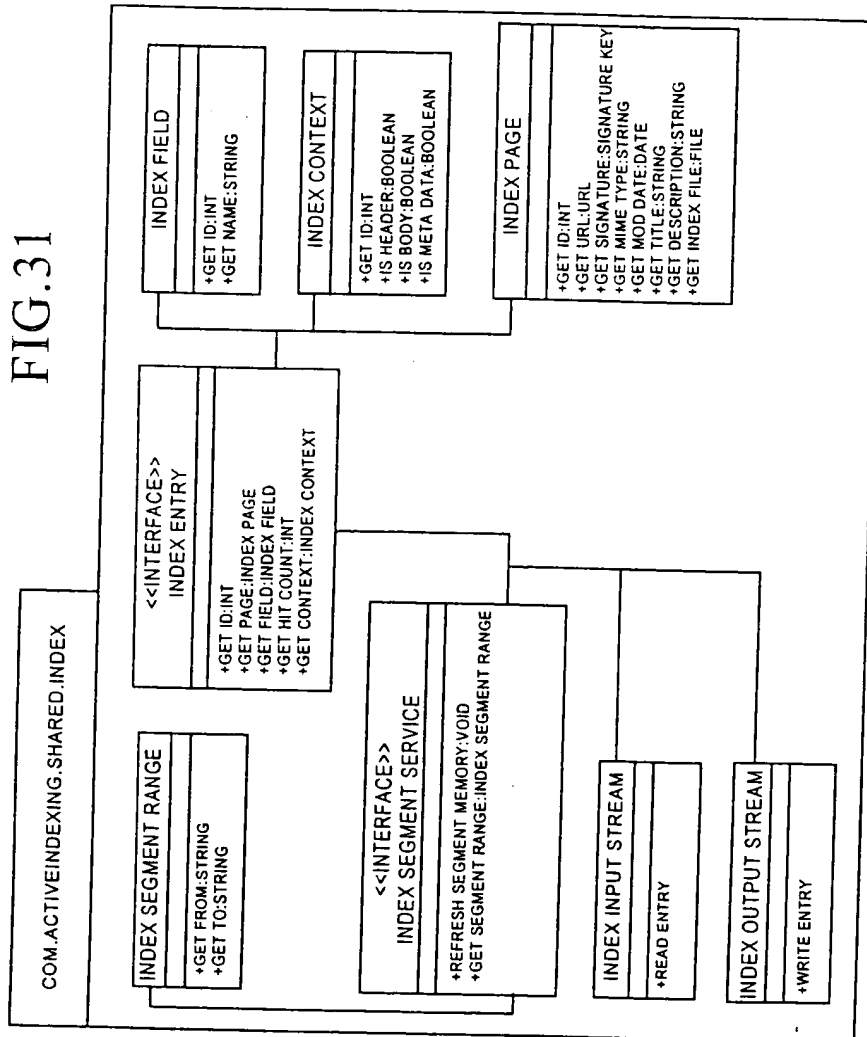 FIG.31
COM.ACTIVEINDEXING.SHARED.INDEX
INDEX SEGMENT RANGE
+GET FROM:STRING
+GET TO:STRING
<<INTERFACE>>
INDEX ENTRY
+GET ID:INT
+GET PAGE:INDEX PAGE
+GET FIELD:INDEX FIELD
+GET HIT COUNT:INT
+GET CONTEXT:INDEX CONTEXT
INDEX FIELD
+GET ID:INT
+GET NAME:STRING
INDEX CONTEXT
+GET ID:INT
+IS HEADER:BOOLEAN
+IS BODY:BOOLEAN
+IS META DATA:BOOLEAN
INDEX PAGE
+GET ID:INT
+GET URL:URL
+GET SIGNATURE:SIGNATURE KEY
+GET MIME TYPE:STRING
+GET MOD DATE:DATE
+GET TITLE:STRING
+GET DESCRIPTION:STRING
+GET INDEX FILE:FILE
<<INTERFACE>>
INDEX SEGMENT SERVICE
+REFRESH SEGMENT MEMORY:VOID
+GET SEGMENT RANGE:INDEX SEGMENT RANGE
INDEX INPUT STREAM
+READ ENTRY
INDEX OUTPUT STREAM
+WRITE ENTRY